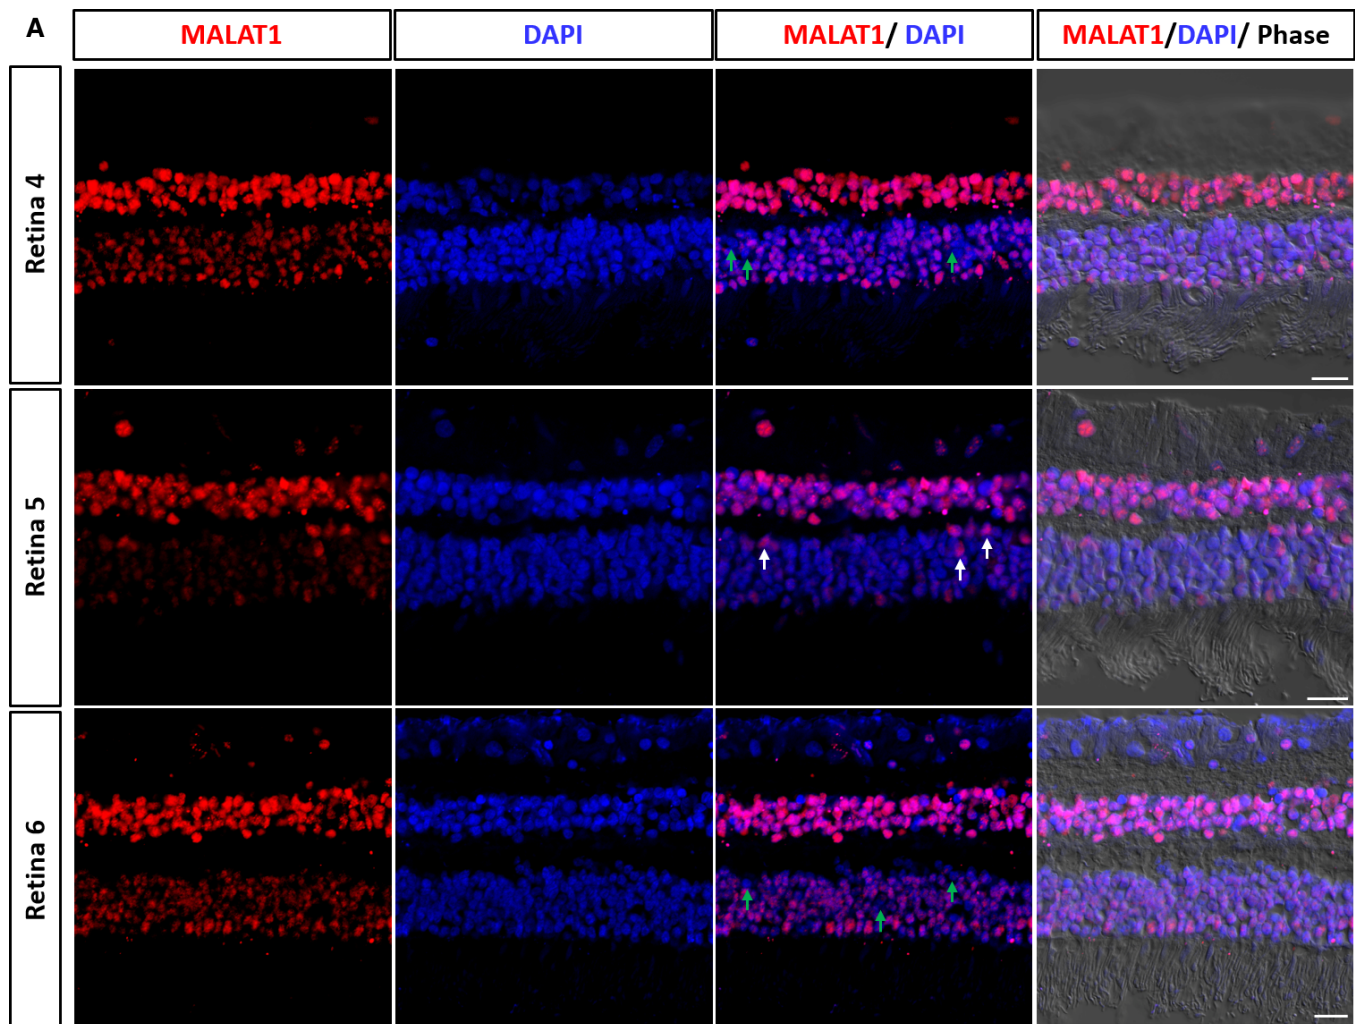 A
MALAT1
DAPI
MALAT1/ DAPI
MALAT1/DAPI/ Phase
Retina 4
Retina 5
Retina 6